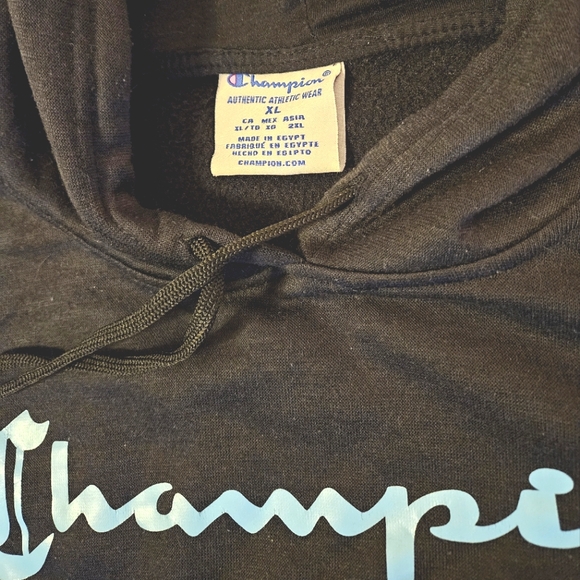 Champion®
AUTHENTIC ATHLETIC WEAR
XL
CA MEX ASIA
XL/TG XG 2XL
MADE IN EGYPT
FABRIQUÉ EN EGYPTE
HECHO EN EGIPTO
CHAMPION.COM
Champi